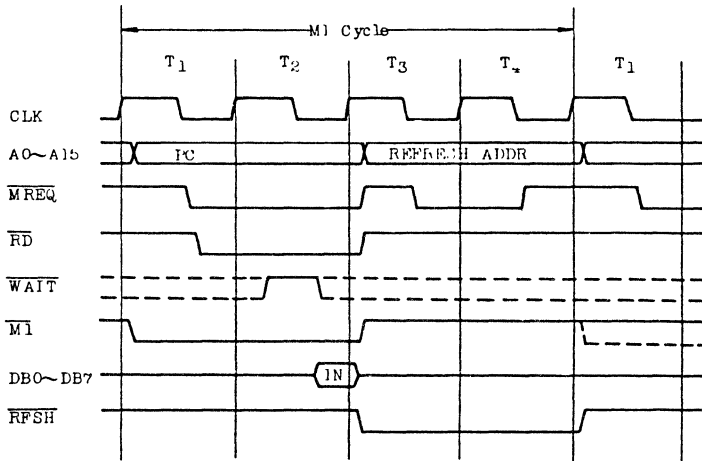 M1 Cycle
T1 T2 T3 T4 T1
CLK
A0~A15 PC REFRESH ADDR
MREQ
RD
WAIT
M1
DB0~DB7 IN
RFSH